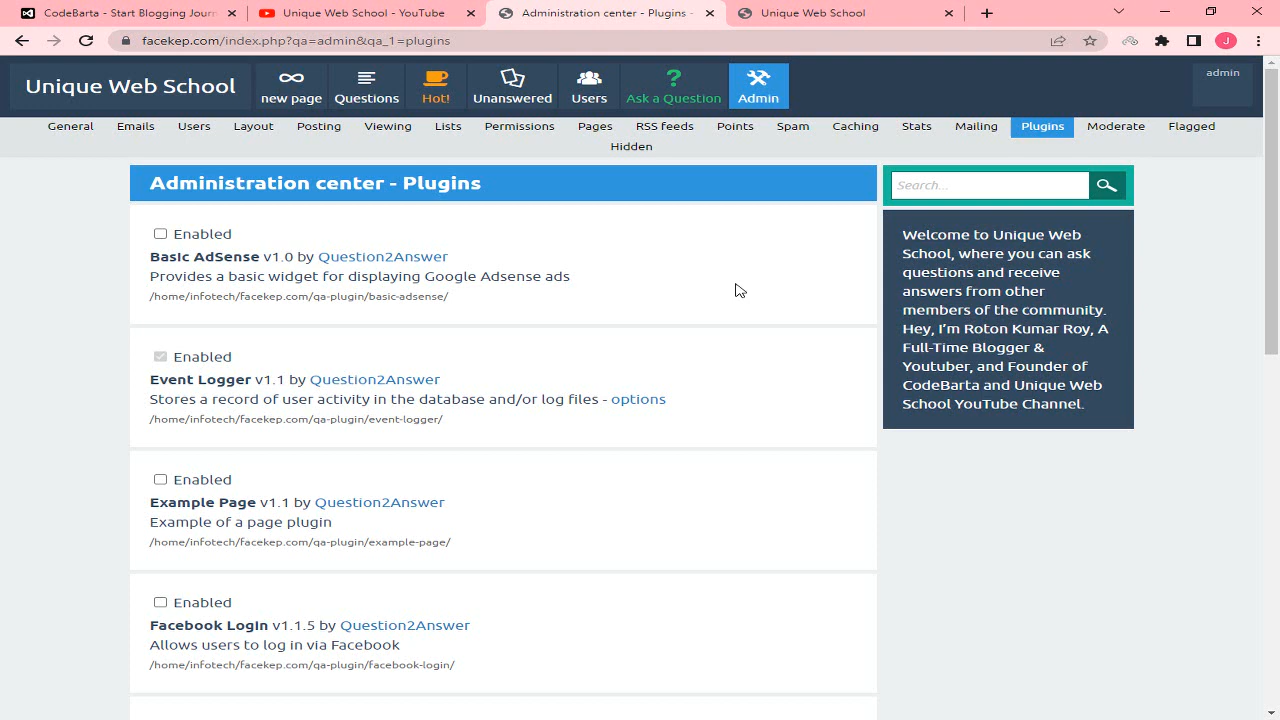 CodeBarta - Start Blogging Journ
Unique Web School - YouTube
Administration center - Plugins -
Unique Web School
facekep.com/index.php?qa=admin&qa_1=plugins
J
Unique Web School
new page
Questions
Hot!
Unanswered
Users
Ask a Question
Admin
admin
General Emails Users Layout Posting Viewing Lists Permissions Pages RSS feeds Points Spam Caching Stats Mailing Plugins Moderate Flagged
Hidden
Administration center - Plugins
Enabled
Basic AdSense v1.0 by Question2Answer
Provides a basic widget for displaying Google Adsense ads
/home/infotech/facekep.com/qa-plugin/basic-adsense/
Enabled
Event Logger v1.1 by Question2Answer
Stores a record of user activity in the database and/or log files - options
/home/infotech/facekep.com/qa-plugin/event-logger/
Enabled
Example Page v1.1 by Question2Answer
Example of a page plugin
/home/infotech/facekep.com/qa-plugin/example-page/
Enabled
Facebook Login v1.1.5 by Question2Answer
Allows users to log in via Facebook
/home/infotech/facekep.com/qa-plugin/facebook-login/
Search...
Welcome to Unique Web
School, where you can ask
questions and receive
answers from other
members of the community.
Hey, I’m Roton Kumar Roy, A
Full-Time Blogger &
Youtuber, and Founder of
CodeBarta and Unique Web
School YouTube Channel.